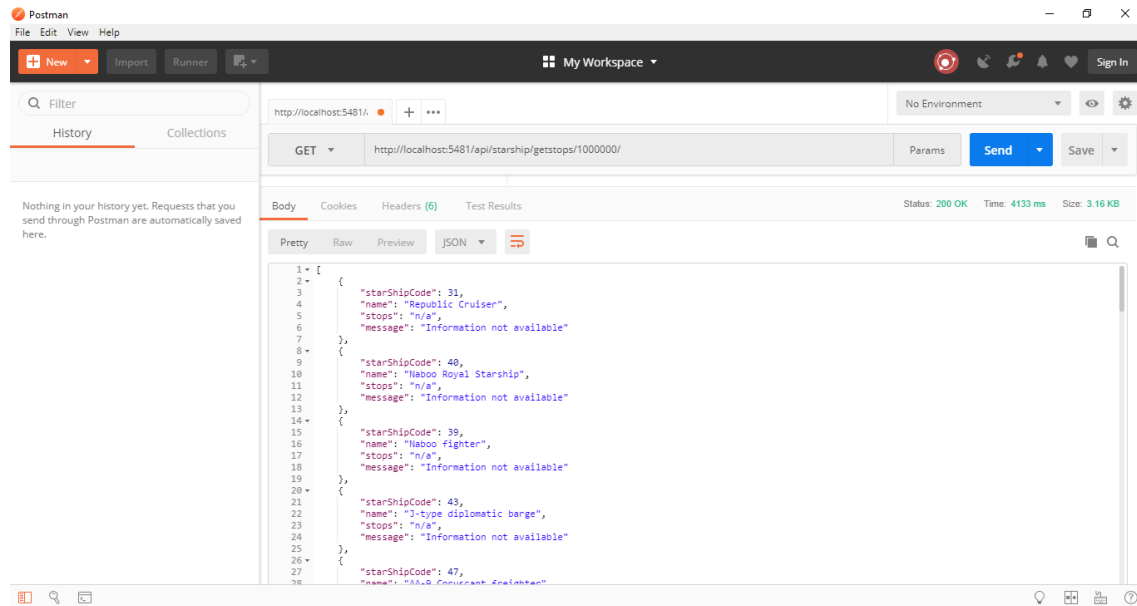 Postman
File Edit View Help
New Import Runner My Workspace Sign In
Filter
History Collections
Nothing in your history yet. Requests that you
send through Postman are automatically saved
here.
http://localhost:5481/ No Environment
GET http://localhost:5481/api/starship/getstops/1000000/ Params Send Save
Body Cookies Headers (6) Test Results Status: 200 OK Time: 4133 ms Size: 3.16 KB
Pretty Raw Preview JSON
1 [
2 {
3 "starShipCode": 31,
4 "name": "Republic Cruiser",
5 "stops": "n/a",
6 "message": "Information not available"
7 },
8 {
9 "starShipCode": 40,
10 "name": "Naboo Royal Starship",
11 "stops": "n/a",
12 "message": "Information not available"
13 },
14 {
15 "starShipCode": 39,
16 "name": "Naboo fighter",
17 "stops": "n/a",
18 "message": "Information not available"
19 },
20 {
21 "starShipCode": 43,
22 "name": "J-type diplomatic barge",
23 "stops": "n/a",
24 "message": "Information not available"
25 },
26 {
27 "starShipCode": 47,
28 "name": "AA-9 Coruscant freighter"